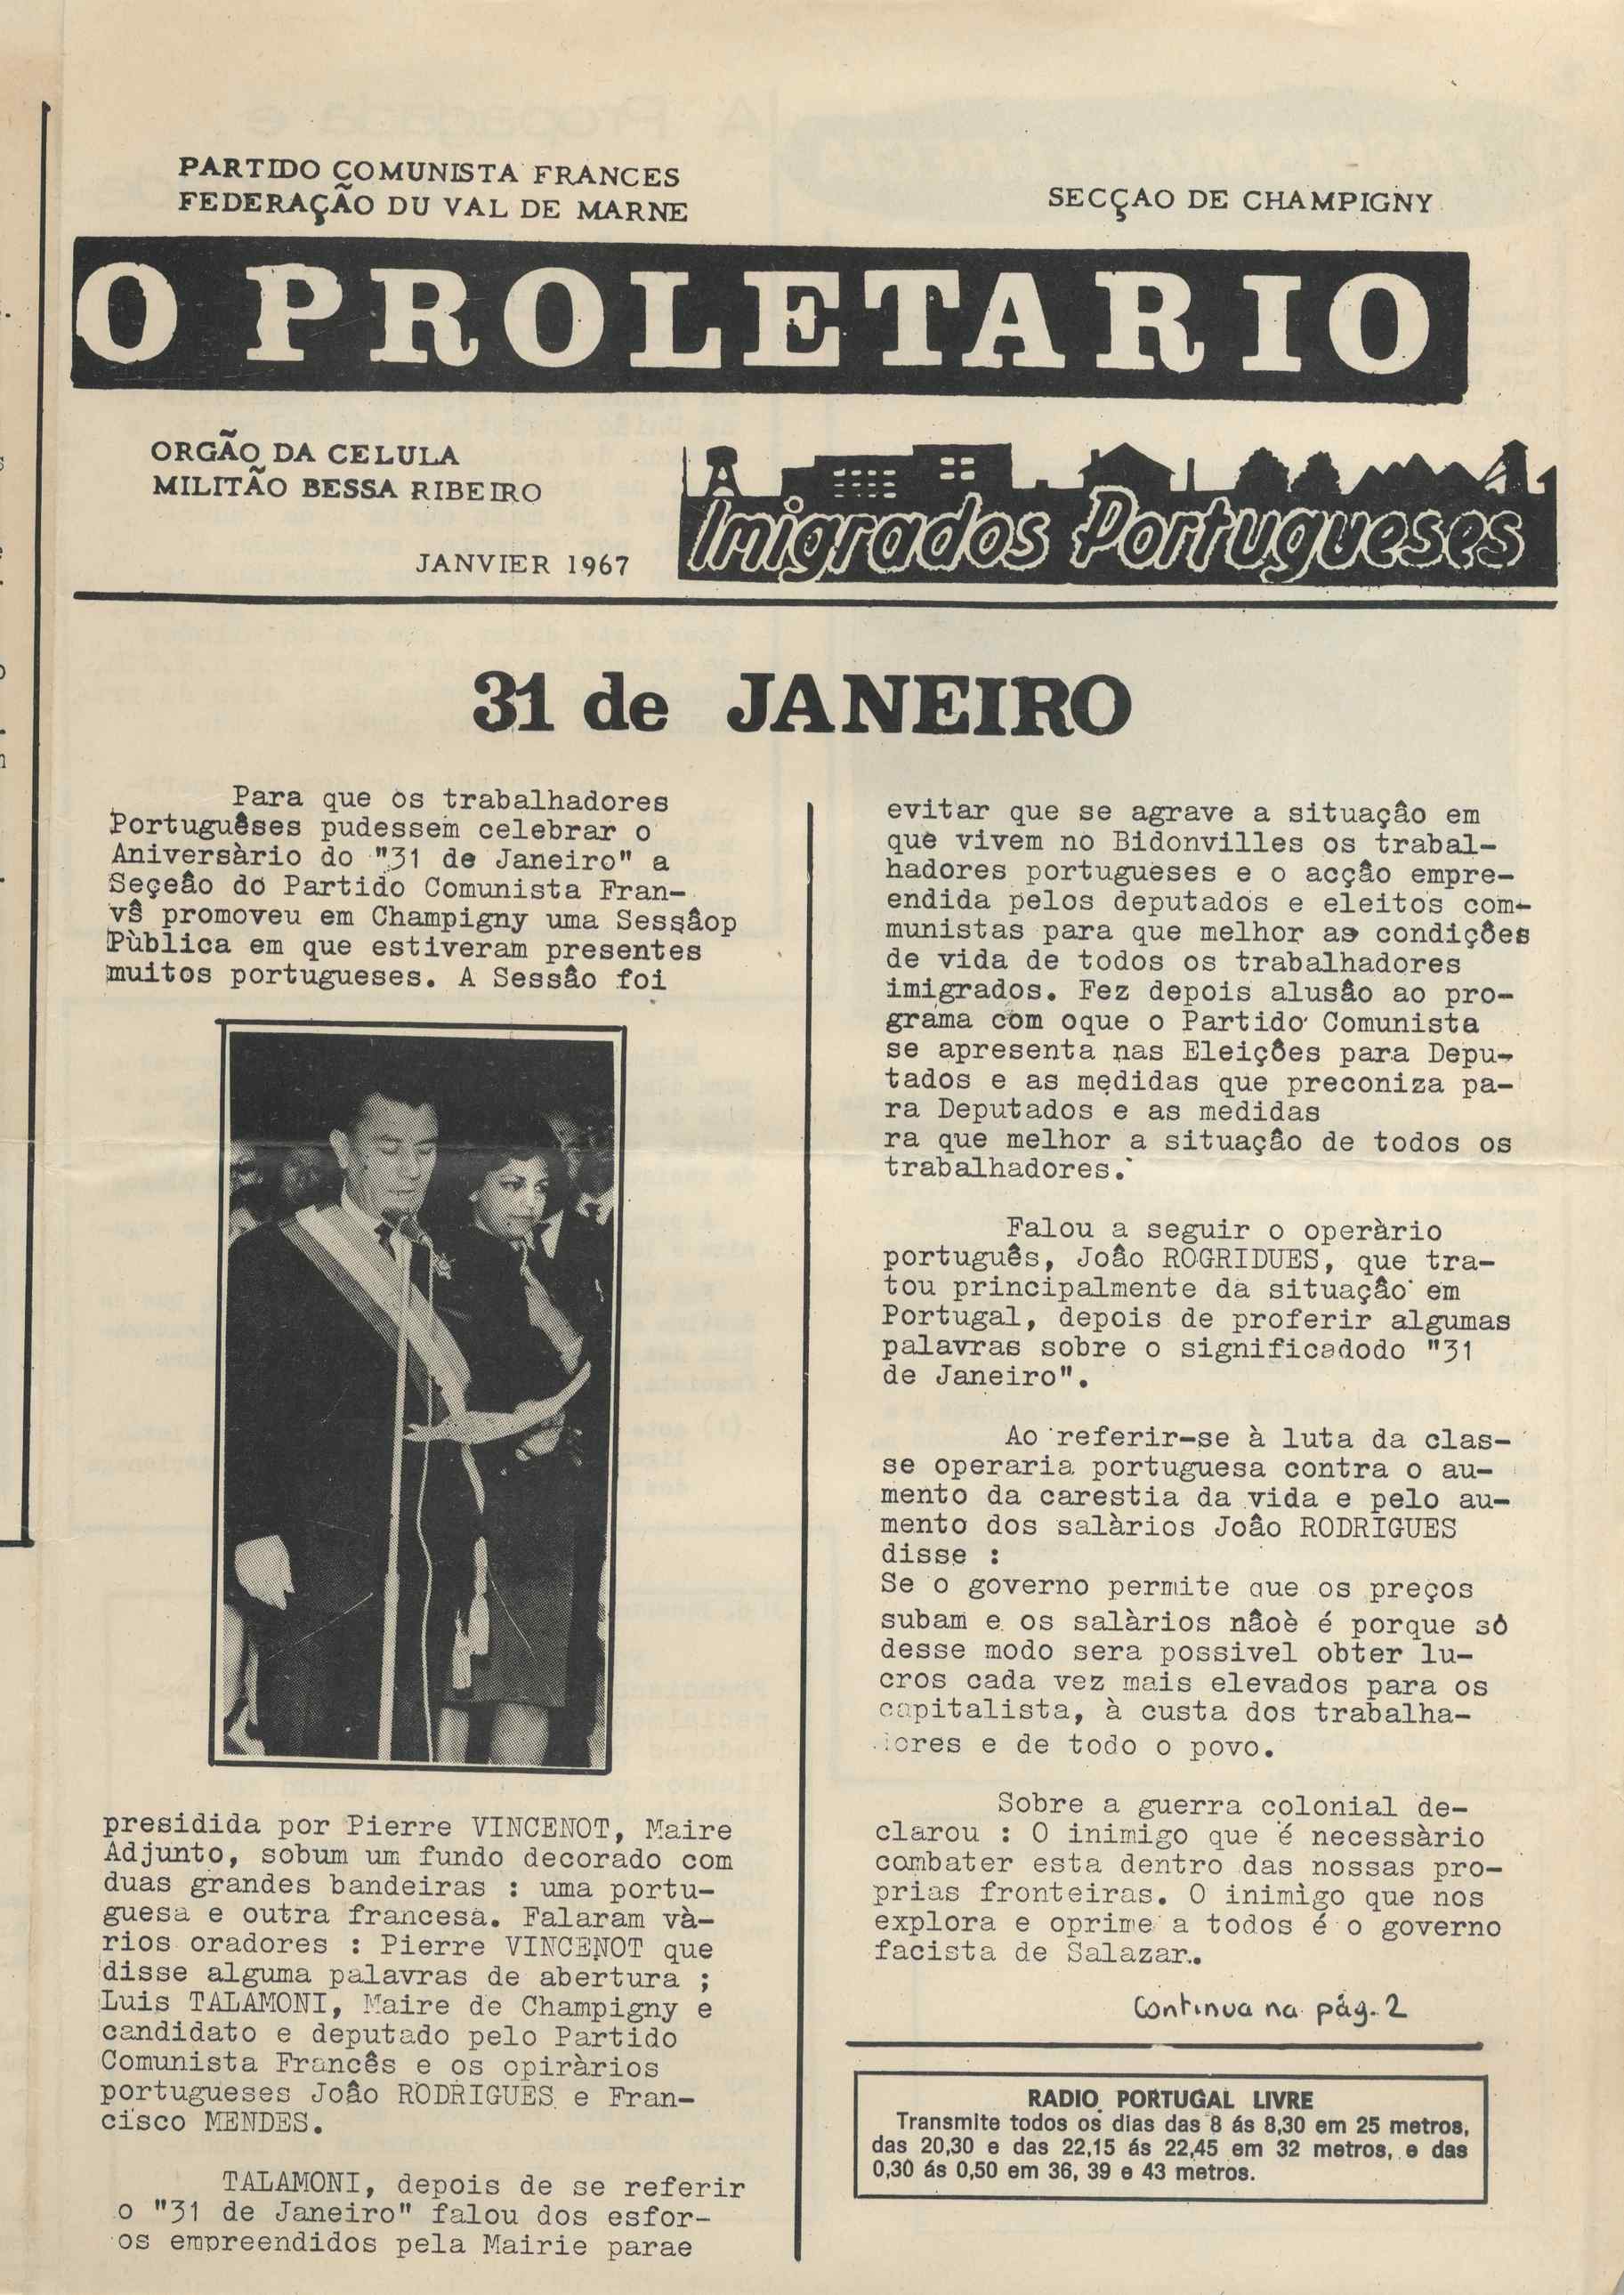 PARTIDO COMUNISTA FRANCES
FEDERAÇÃO DU VAL DE MARNE
SECÇAO DE CHAMPIGNY
O PROLETARIO
ORGÃO DA CELULA
MILITÃO BESSA RIBEIRO
JANVIER 1967
Imigrados Portugueses
31 de JANEIRO
Para que os trabalhadores
Portuguêses pudessem celebrar o
Aniversàrio do "31 de Janeiro" a
Seçeâo do Partido Comunista Fran-
vê promoveu em Champigny uma Sessâop
Pùblica em que estiveram presentes
muitos portugueses. A Sessâo foi
presidida por Pierre VINCENOT, Maire
Adjunto, sobum um fundo decorado com
duas grandes bandeiras : uma portu-
guesa e outra francesa. Falaram và-
rios oradores : Pierre VINCENOT que
disse alguma palavras de abertura ;
Luis TALAMONI, Maire de Champigny e
candidato e deputado pelo Partido
Comunista Francês e os opiràrios
portugueses Joâo RODRIGUES e Fran-
cisco MENDES.
TALAMONI, depois de se referir
o "31 de Janeiro" falou dos esfor-
os empreendidos pela Mairie parae
evitar que se agrave a situaçâo em
que vivem no Bidonvilles os trabal-
hadores portugueses e o acçâo empre-
endida pelos deputados e eleitos com-
munistas para que melhor as condiçôes
de vida de todos os trabalhadores
imigrados. Fez depois alusâo ao pro-
grama com oque o Partido Comunista
se apresenta nas Eleiçôes para Depu-
tados e as medidas que preconiza pa-
ra Deputados e as medidas
ra que melhor a situaçâo de todos os
trabalhadores.
Falou a seguir o operàrio
português, Joâo ROGRIDUES, que tra-
tou principalmente da situaçâo em
Portugal, depois de proferir algumas
palavras sobre o significadodo "31
de Janeiro".
Ao referir-se à luta da clas-
se operaria portuguesa contra o au-
mento da carestia da vida e pelo au-
mento dos salàrios Joâo RODRIGUES
disse :
Se o governo permite que os preços
subam e os salàrios nâoè é porque sò
desse modo sera possivel obter lu-
cros cada vez mais elevados para os
capitalista, à custa dos trabalha-
dores e de todo o povo.
Sobre a guerra colonial de-
clarou : O inimigo que é necessàrio
combater esta dentro das nossas pro-
prias fronteiras. O inimigo que nos
explora e oprime a todos é o governo
facista de Salazar..
Continua na pág. 2
RADIO PORTUGAL LIVRE
Transmite todos os dias das 8 ás 8,30 em 25 metros,
das 20,30 e das 22,15 ás 22,45 em 32 metros, e das
0,30 ás 0,50 em 36, 39 e 43 metros.